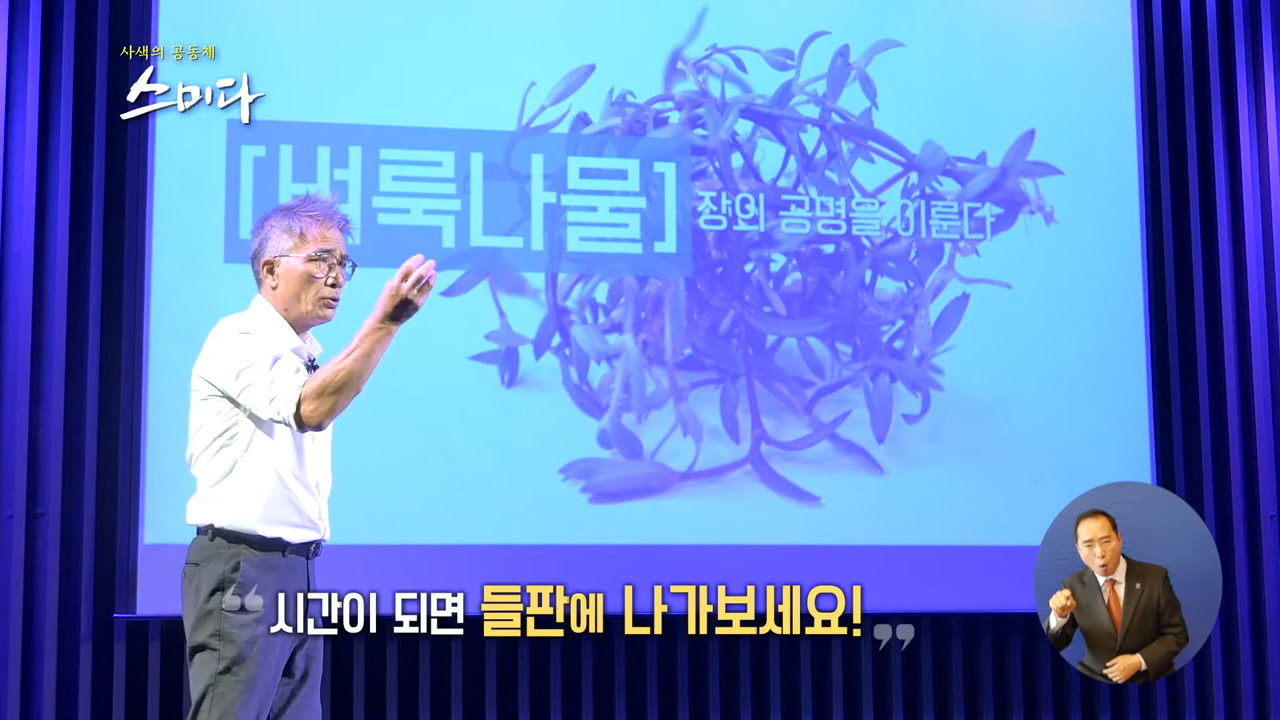 사색의 공동체
스미다
[벼룩나물] 장의 공명을 이룬다
“시간이 되면 들판에 나가보세요!”